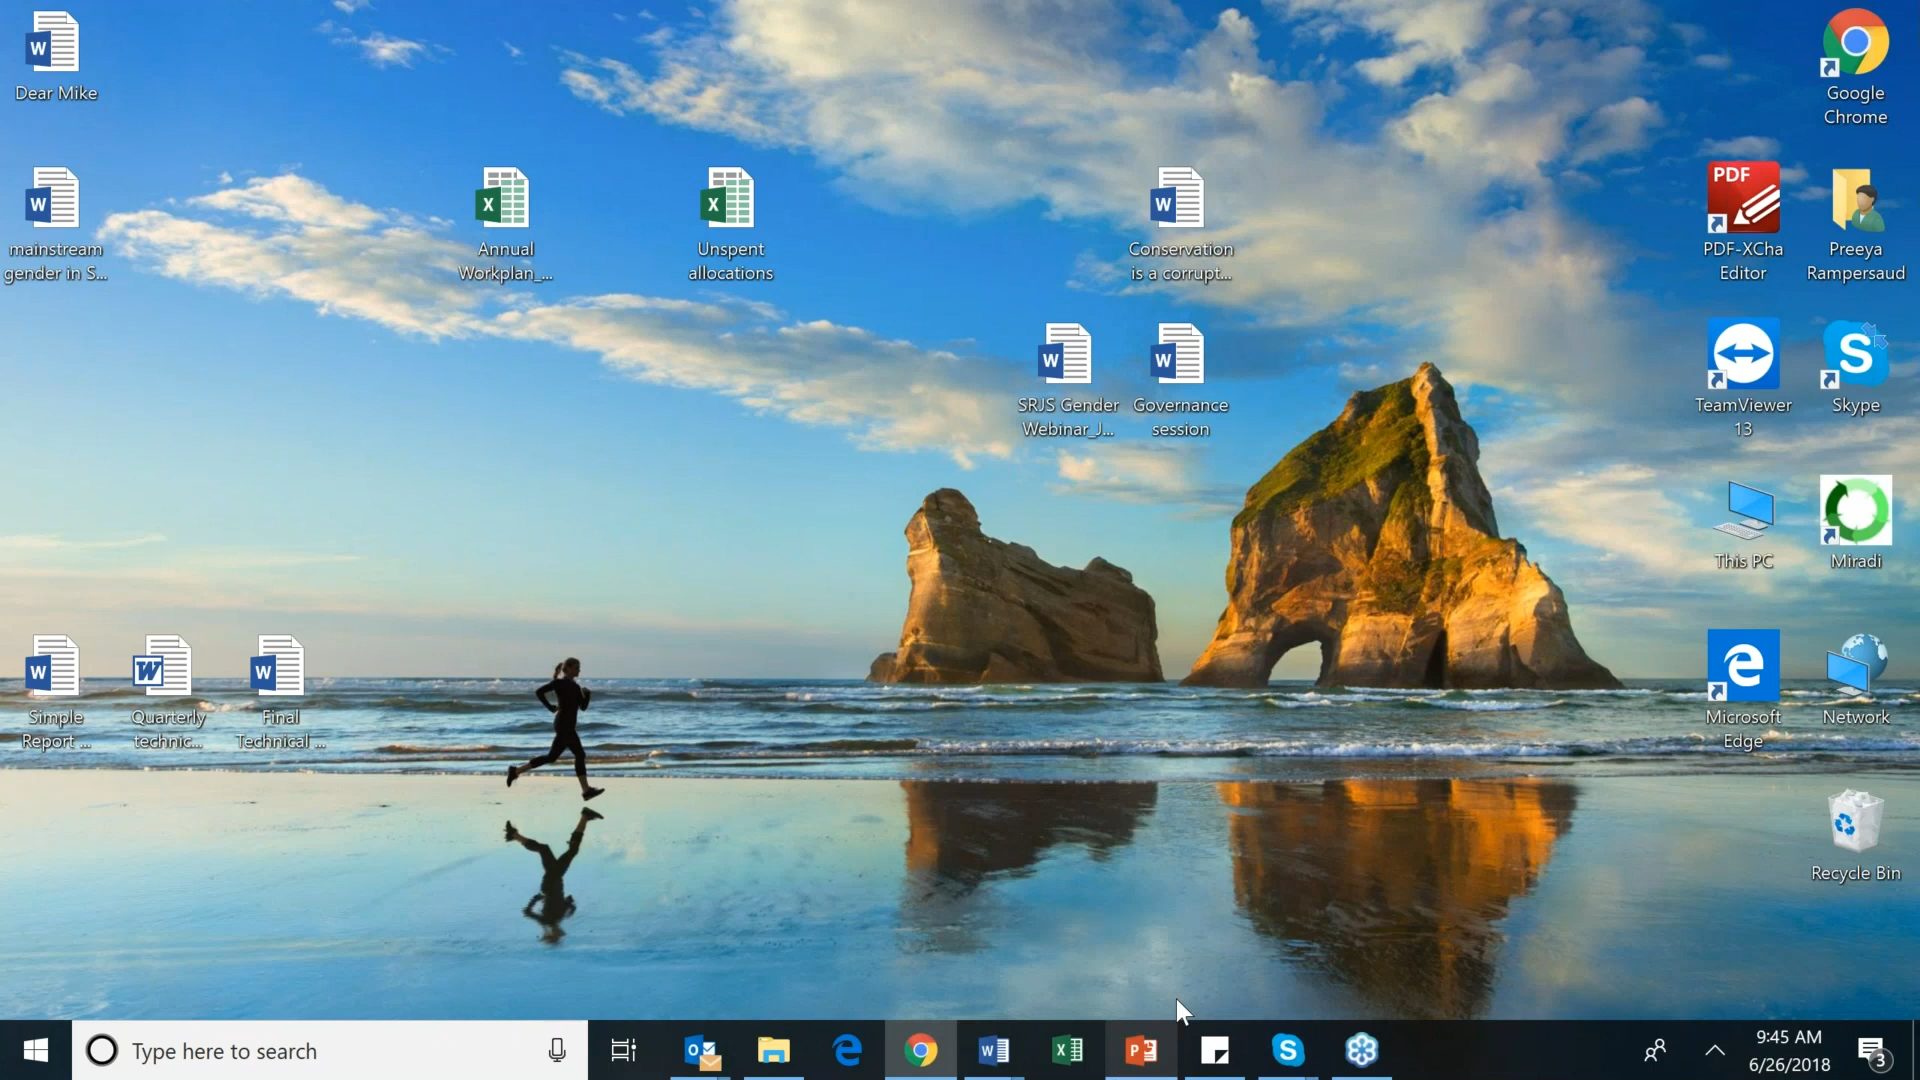 Dear Mike
Google
Chrome
mainstream
gender in S...
Annual
Workplan_...
Unspent
allocations
Conservation
is a corrupt...
PDF
PDF-XCha
Editor
Preeya
Rampersaud
SRJS Gender
Webinar_J...
Governance
session
TeamViewer
13
Skype
This PC
Miradi
Simple
Report ...
Quarterly
technic...
Final
Technical ...
Microsoft
Edge
Network
Recycle Bin
Type here to search
9:45 AM
6/26/2018
3